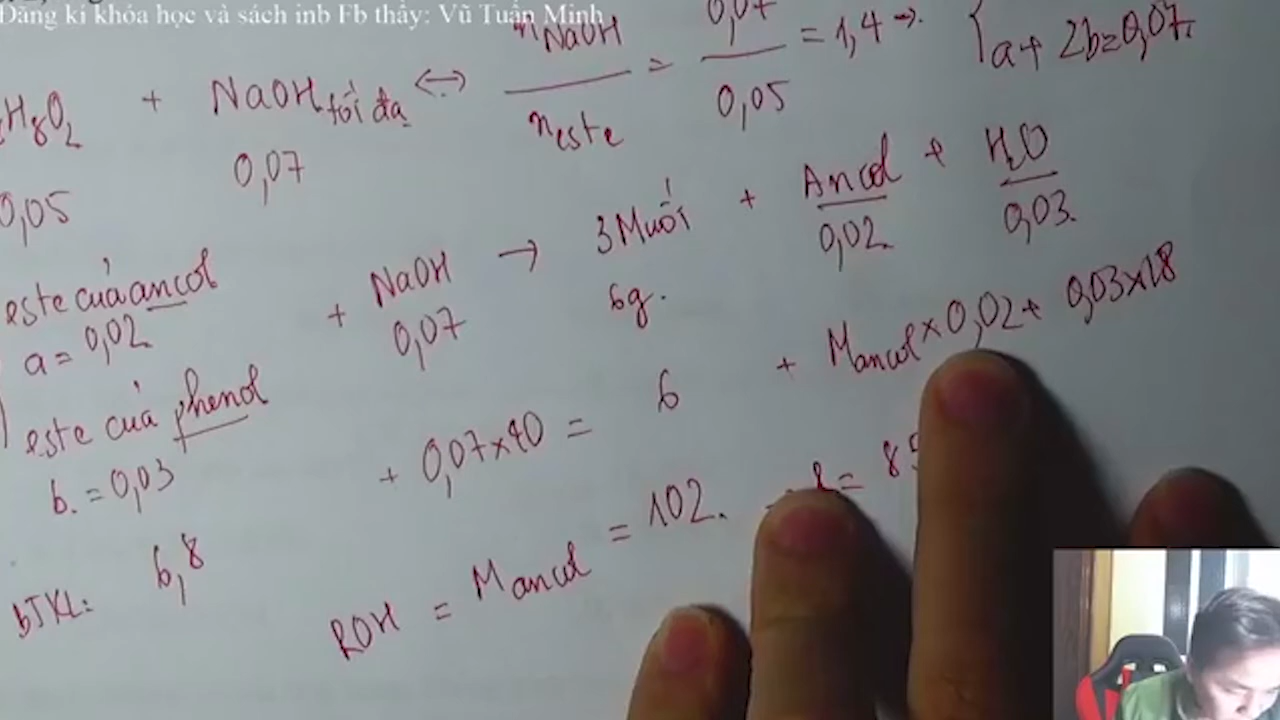 Đăng kí khóa học và sách inb Fb thầy: Vũ Tuấn Minh
H8O2 + NaOH tối đa ⟷ nNaOH / neste = 0,07 / 0,05 = 1,4 → { a + 2b = 0,07.
0,05 0,07
este của ancol + NaOH → 3 Muối + Ancol + H2O
a = 0,02 0,07 6g. 0,02 0,03.
este của phenol
b. = 0,03
BTKL: 6,8 + 0,07×40 = 6 + Mancol × 0,02 + 0,03×18
ROH = Mancol = 102.